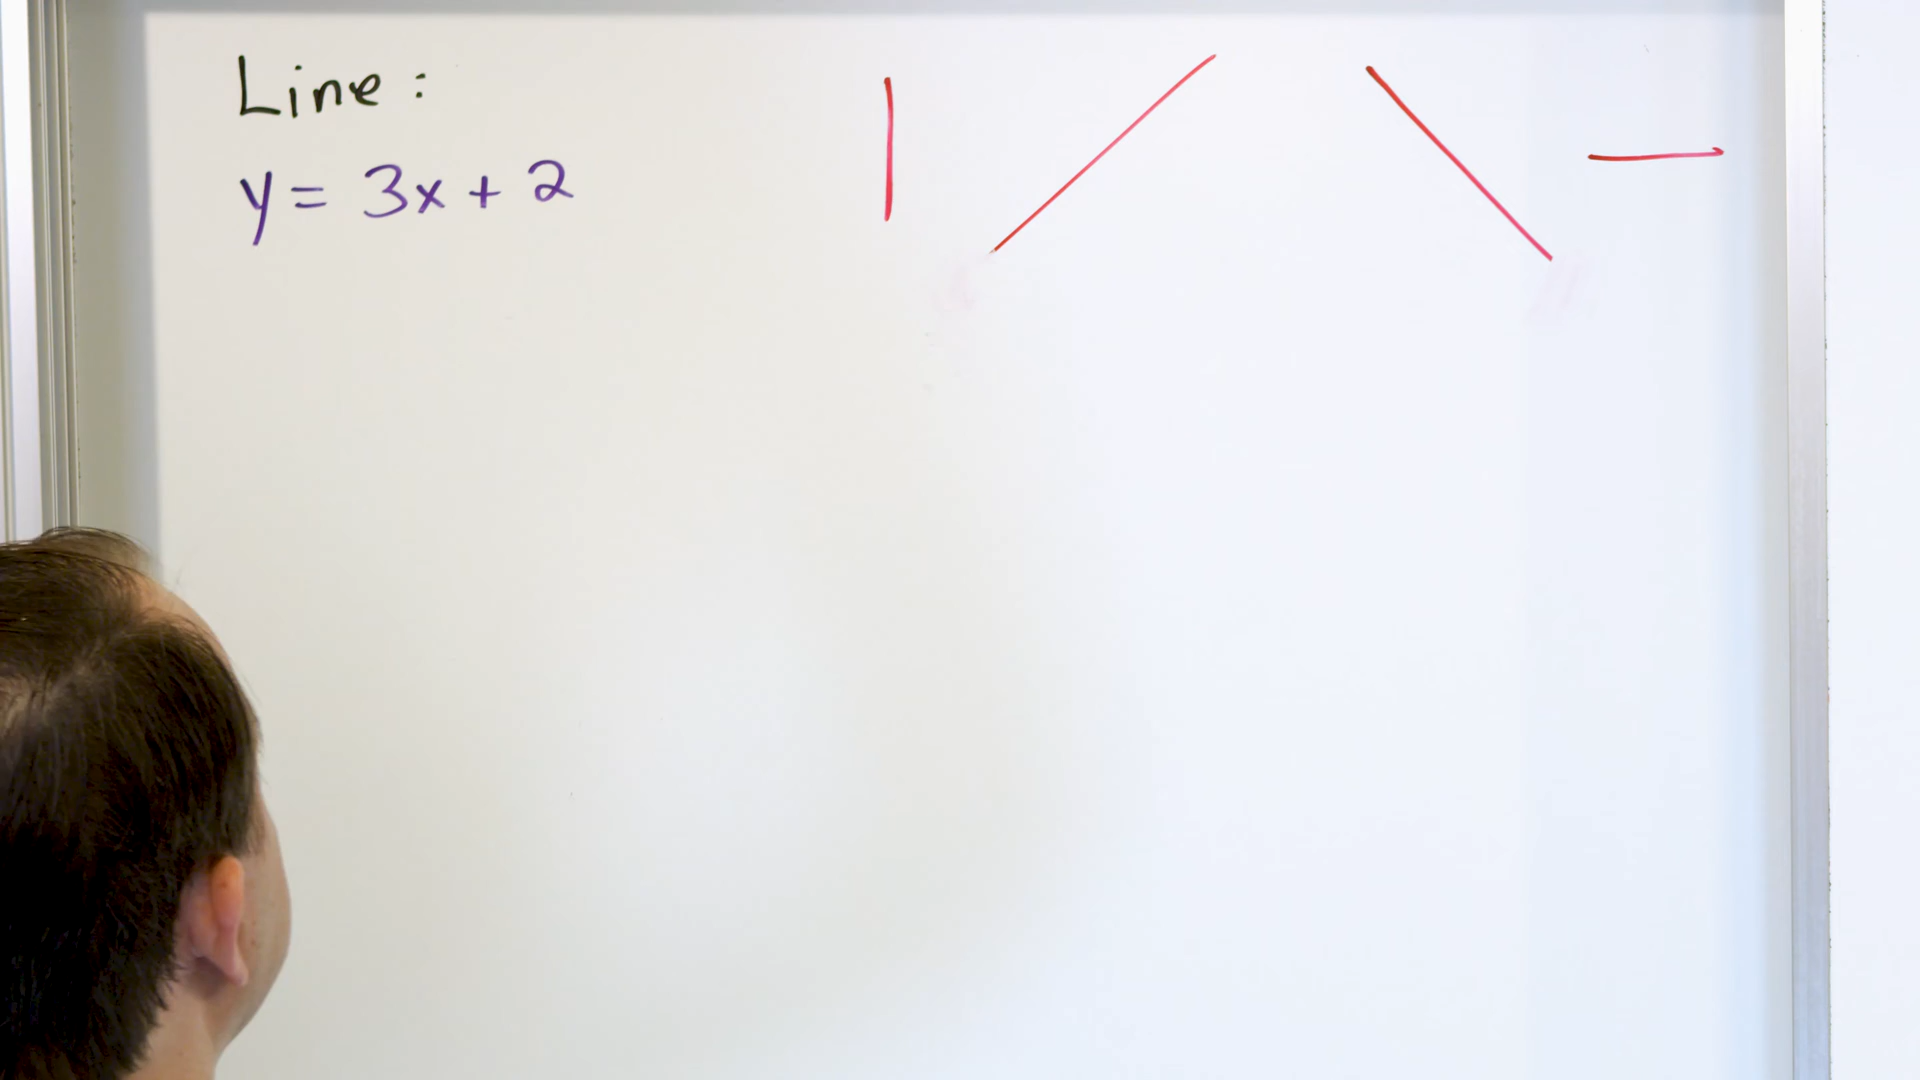 Line :
y = 3x + 2